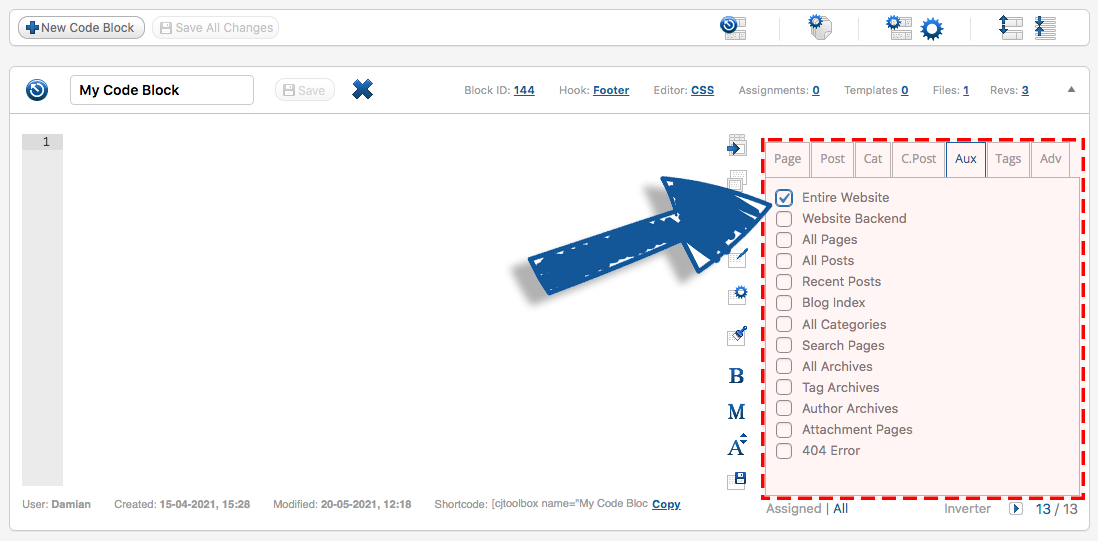 New Code Block Save All Changes
My Code Block Save Block ID: 144 Hook: Footer Editor: CSS Assignments: 0 Templates 0 Files: 1 Revs: 3
1
Page Post Cat C.Post Aux Tags Adv
Entire Website
Website Backend
All Pages
All Posts
Recent Posts
Blog Index
All Categories
Search Pages
All Archives
Tag Archives
Author Archives
Attachment Pages
404 Error
B
M
A
User: Damian Created: 15-04-2021, 15:28 Modified: 20-05-2021, 12:18 Shortcode: [cjtoolbox name="My Code Bloc Copy
Assigned | All Inverter 13 / 13